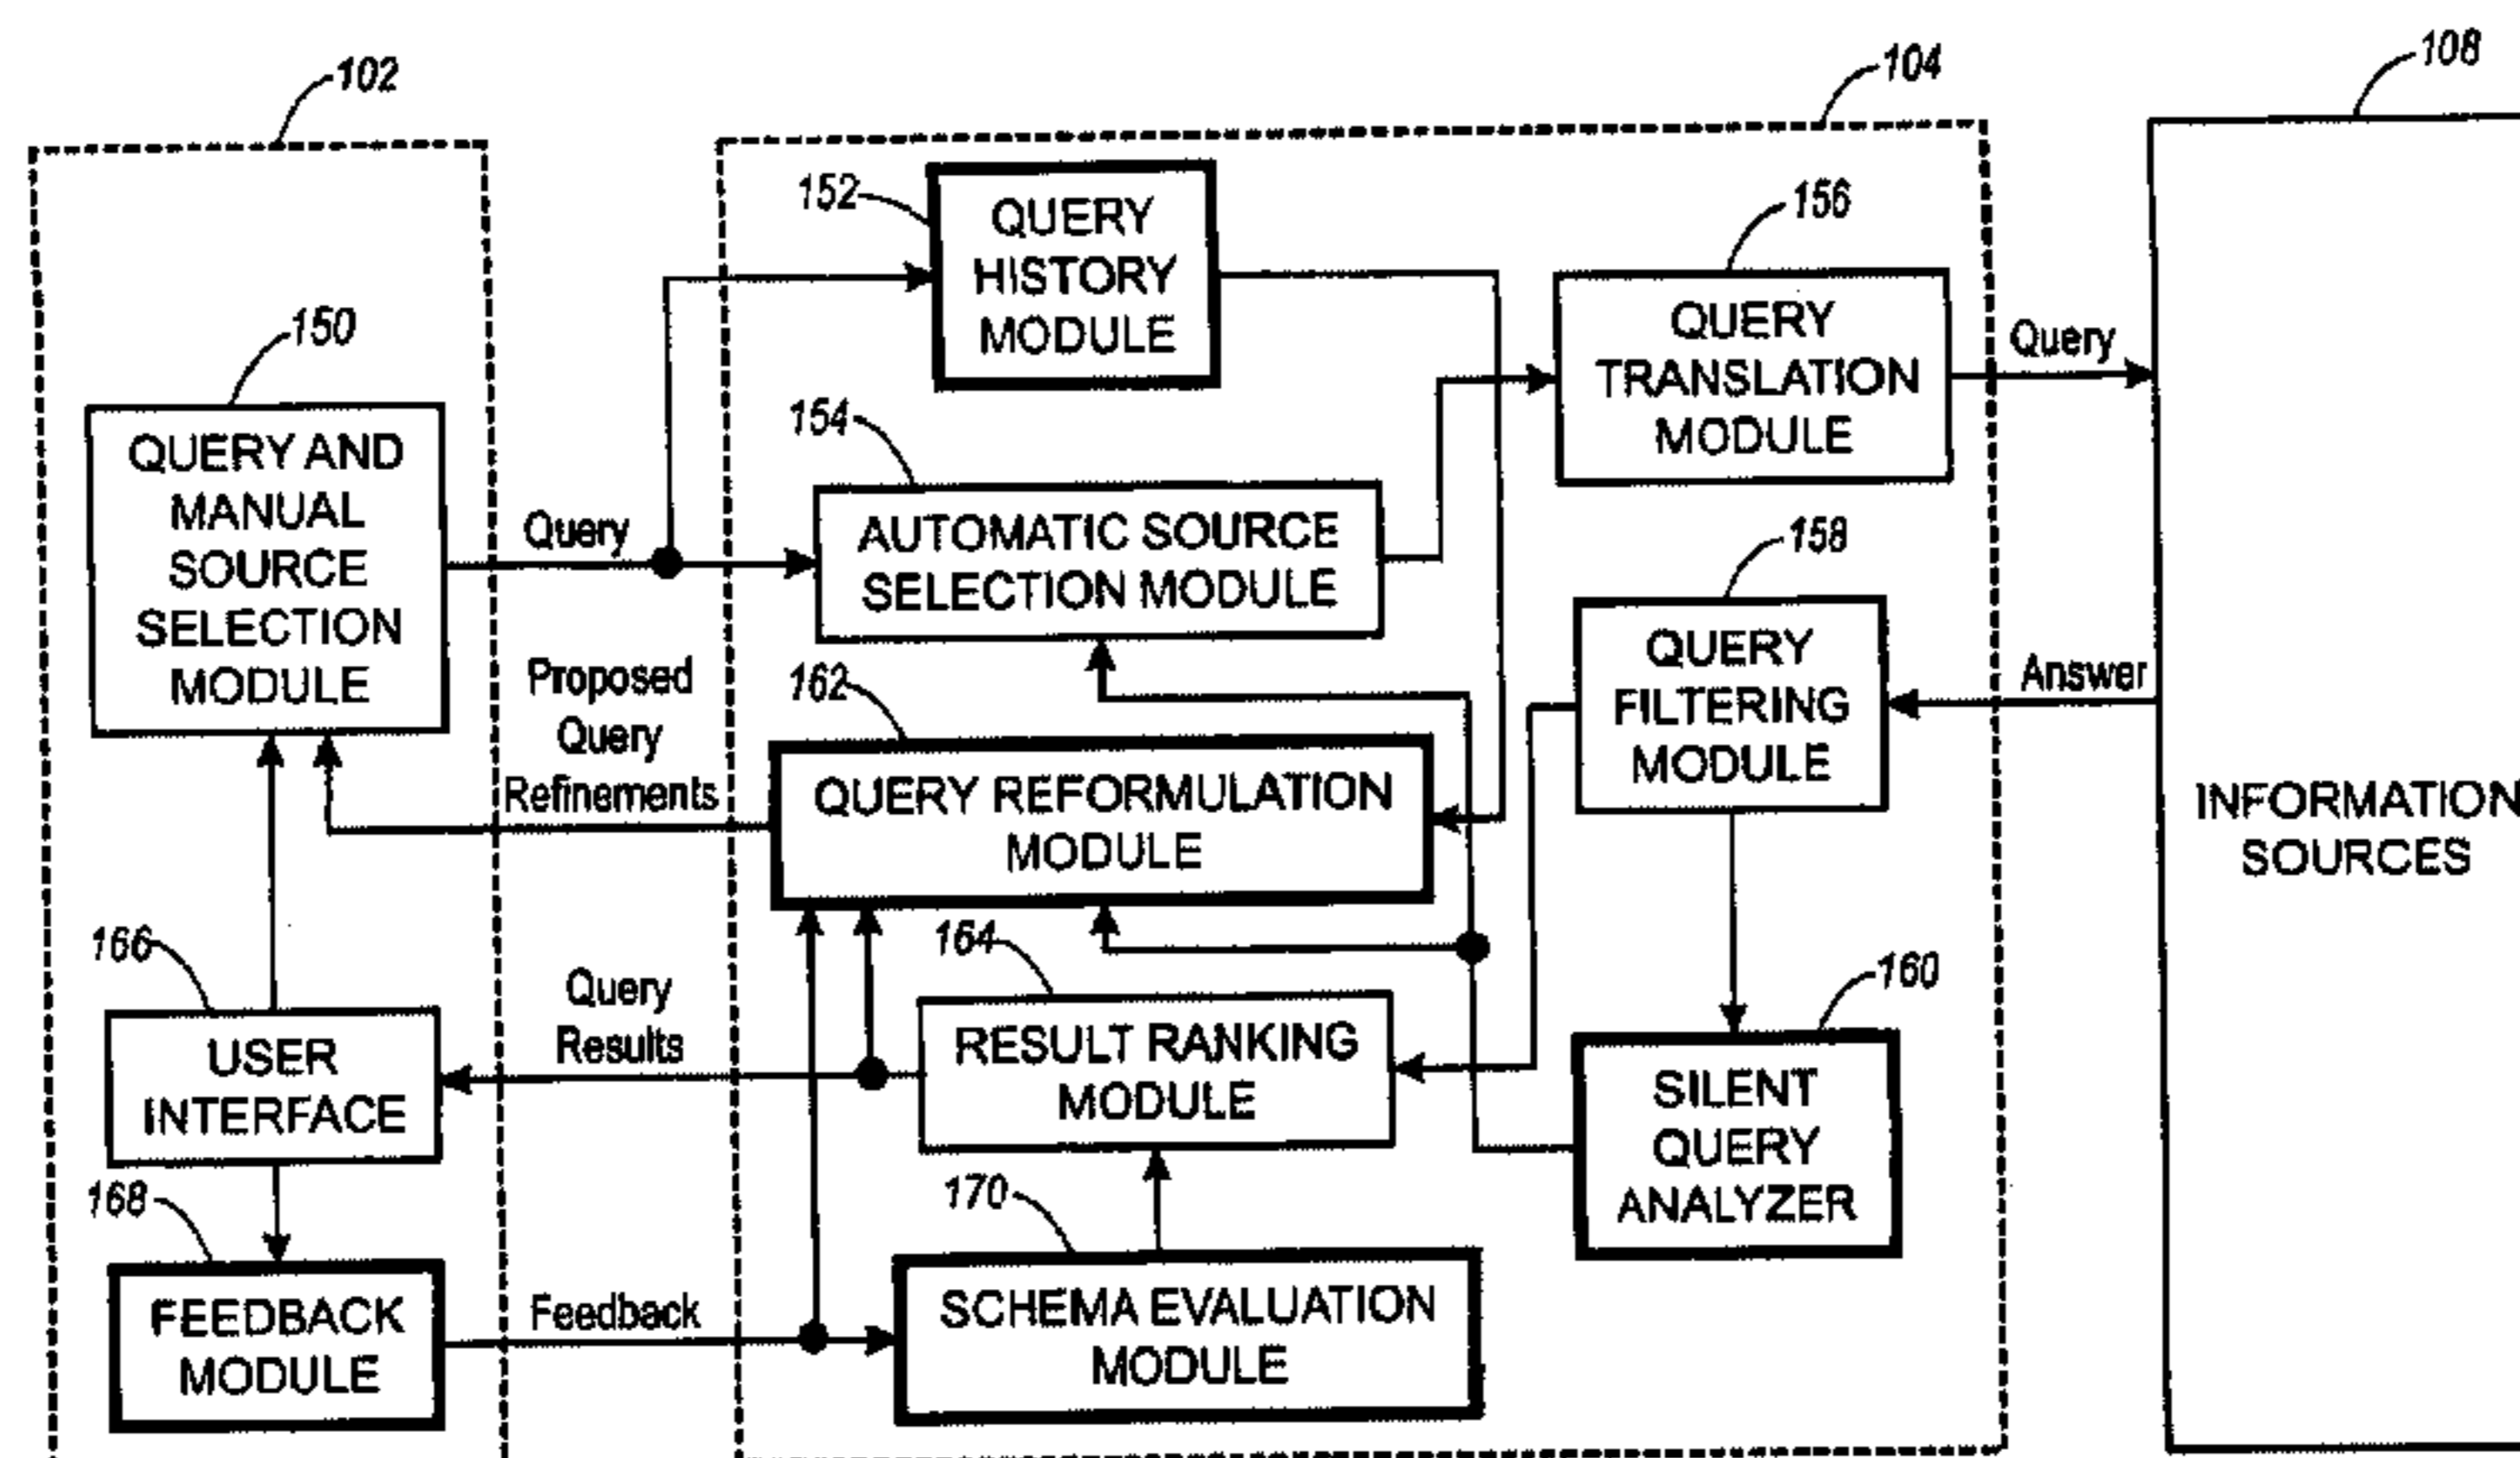 102
104
108
152
QUERY
HISTORY
MODULE
156
QUERY
TRANSLATION
MODULE
Query
150
QUERY AND
MANUAL
SOURCE
SELECTION
MODULE
Query
154
AUTOMATIC SOURCE
SELECTION MODULE
158
QUERY
FILTERING
MODULE
Answer
Proposed
Query
Refinements
162
QUERY REFORMULATION
MODULE
INFORMATION
SOURCES
166
USER
INTERFACE
Query
Results
164
RESULT RANKING
MODULE
160
SILENT
QUERY
ANALYZER
168
FEEDBACK
MODULE
Feedback
170
SCHEMA EVALUATION
MODULE